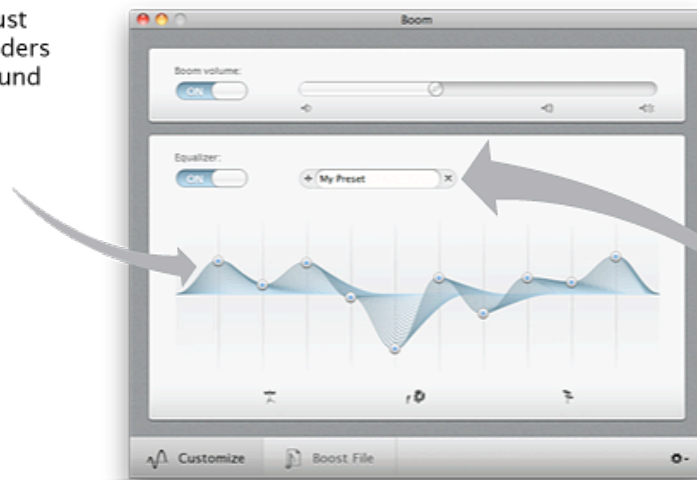 ust
ders
und
Boom
Boom volume:
ON
Equalizer:
ON
My Preset
Customize
Boost File